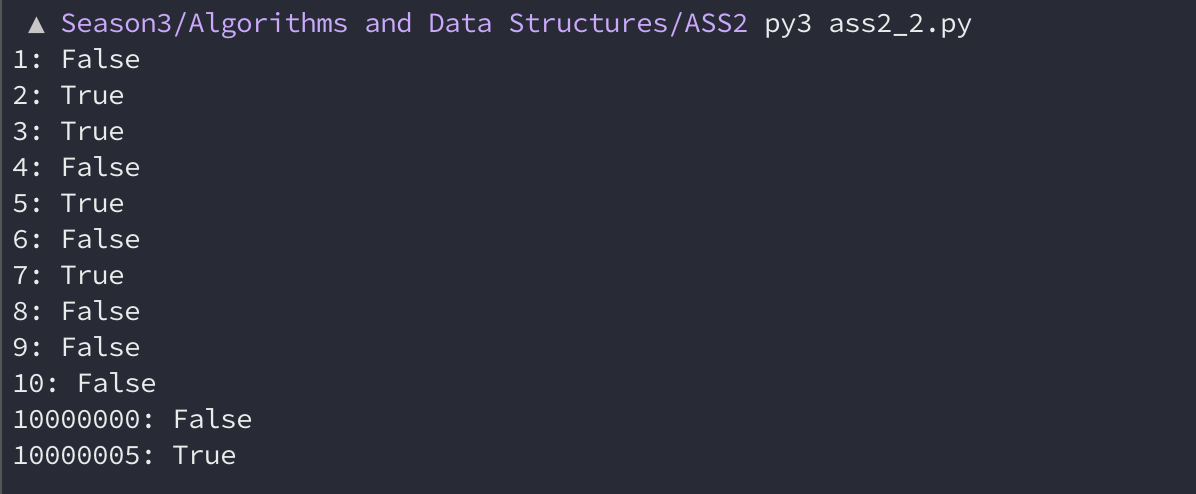 ▲ Season3/Algorithms and Data Structures/ASS2 py3 ass2_2.py
1: False
2: True
3: True
4: False
5: True
6: False
7: True
8: False
9: False
10: False
10000000: False
10000005: True